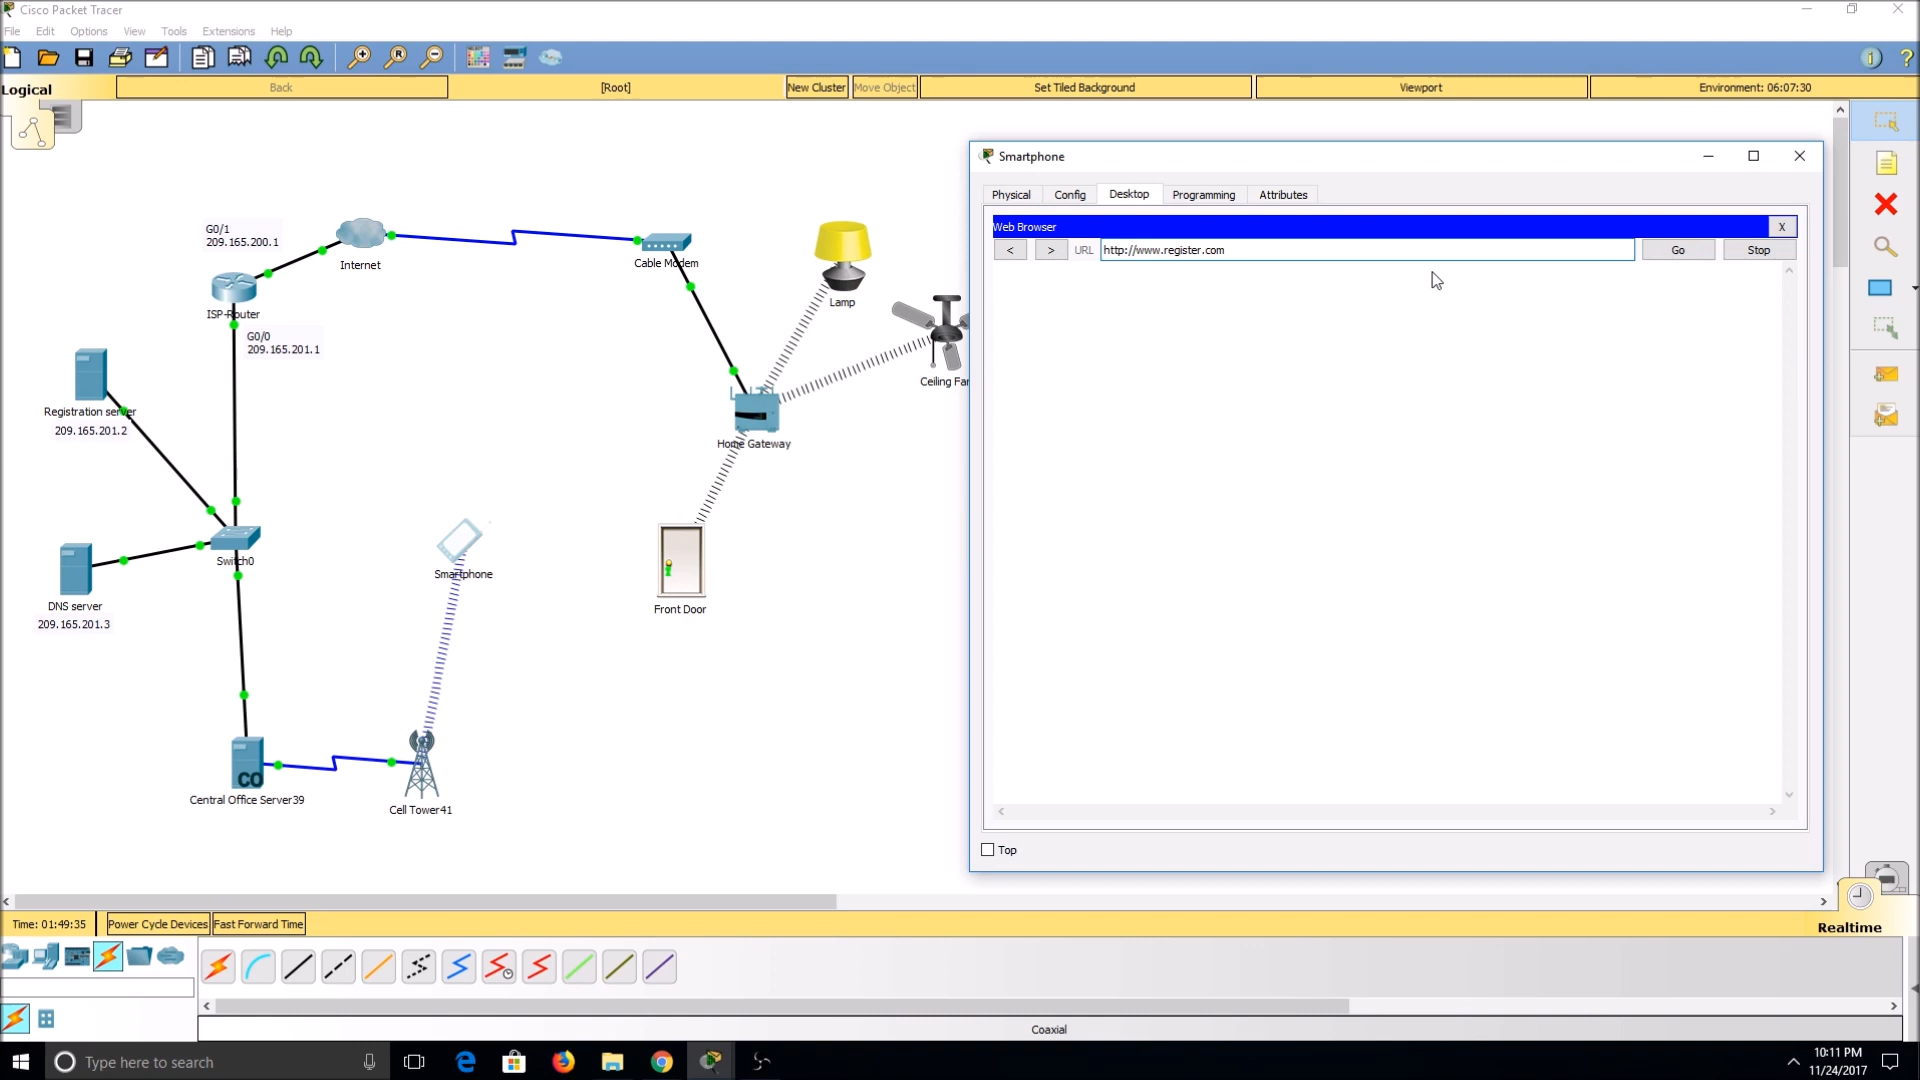 Cisco Packet Tracer
File Edit Options View Tools Extensions Help
Logical Back [Root] New Cluster Move Object Set Tiled Background Viewport Environment: 06:07:30
Smartphone
Physical Config Desktop Programming Attributes
Web Browser X
< > URL http://www.register.com Go Stop
Top
G0/1
209.165.200.1
Internet
Cable Modem
Lamp
ISP-Router
G0/0
209.165.201.1
Ceiling Fan
Registration server
209.165.201.2
Home Gateway
Switch0
Smartphone
DNS server
209.165.201.3
Front Door
CO
Central Office Server39
Cell Tower41
Time: 01:49:35 Power Cycle Devices Fast Forward Time
Realtime
Coaxial
Type here to search
10:11 PM
11/24/2017